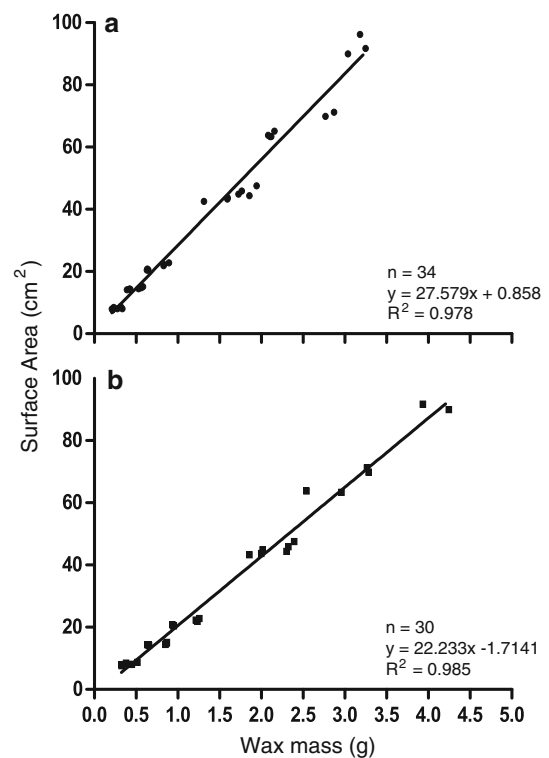 a
100
80
60
40
20
0
n = 34
y = 27.579x + 0.858
R² = 0.978
Surface Area (cm²)
b
100
80
60
40
20
0
n = 30
y = 22.233x -1.7141
R² = 0.985
0.0 0.5 1.0 1.5 2.0 2.5 3.0 3.5 4.0 4.5 5.0
Wax mass (g)